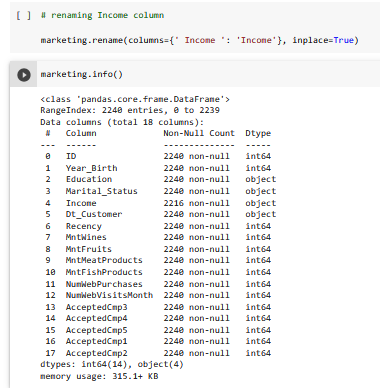 [ ] # renaming Income column
marketing.rename(columns={' Income ': 'Income'}, inplace=True)
marketing.info()
<class 'pandas.core.frame.DataFrame'>
RangeIndex: 2240 entries, 0 to 2239
Data columns (total 18 columns):
 #   Column             Non-Null Count  Dtype
---  ------             --------------  -----
 0   ID                 2240 non-null   int64
 1   Year_Birth         2240 non-null   int64
 2   Education          2240 non-null   object
 3   Marital_Status     2240 non-null   object
 4   Income             2216 non-null   object
 5   Dt_Customer        2240 non-null   object
 6   Recency            2240 non-null   int64
 7   MntWines           2240 non-null   int64
 8   MntFruits          2240 non-null   int64
 9   MntMeatProducts    2240 non-null   int64
 10  MntFishProducts    2240 non-null   int64
 11  NumWebPurchases    2240 non-null   int64
 12  NumWebVisitsMonth  2240 non-null   int64
 13  AcceptedCmp3       2240 non-null   int64
 14  AcceptedCmp4       2240 non-null   int64
 15  AcceptedCmp5       2240 non-null   int64
 16  AcceptedCmp1       2240 non-null   int64
 17  AcceptedCmp2       2240 non-null   int64
dtypes: int64(14), object(4)
memory usage: 315.1+ KB